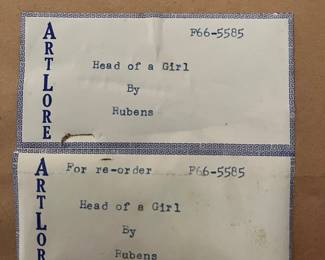 ART LORE
F66-5585
Head of a Girl
By
Rubens
ART LORE
For re-order F66-5585
Head of a Girl
By
Rubens